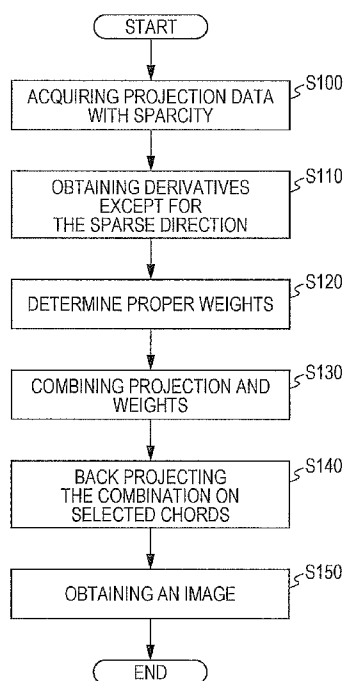 START
ACQUIRING PROJECTION DATA
WITH SPARCITY
S100
OBTAINING DERIVATIVES
EXCEPT FOR
THE SPARSE DIRECTION
S110
DETERMINE PROPER WEIGHTS
S120
COMBINING PROJECTION AND
WEIGHTS
S130
BACK PROJECTING
THE COMBINATION ON
SELECTED CHORDS
S140
OBTAINING AN IMAGE
S150
END